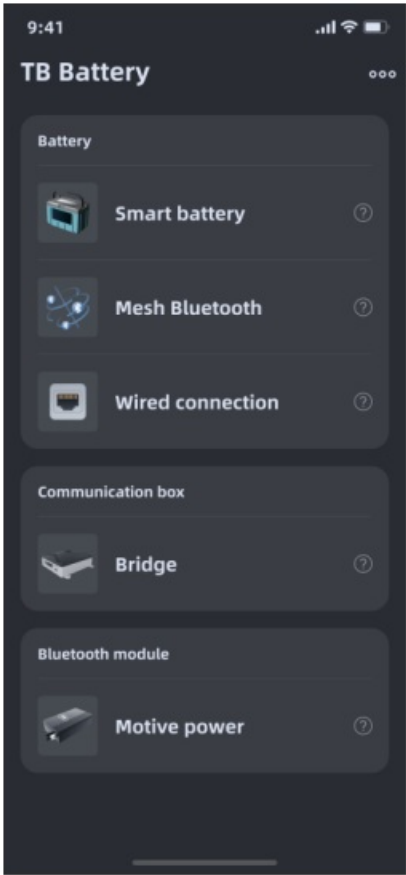 9:41
TB Battery
Battery
Smart battery
?
Mesh Bluetooth
?
Wired connection
?
Communication box
Bridge
?
Bluetooth module
Motive power
?